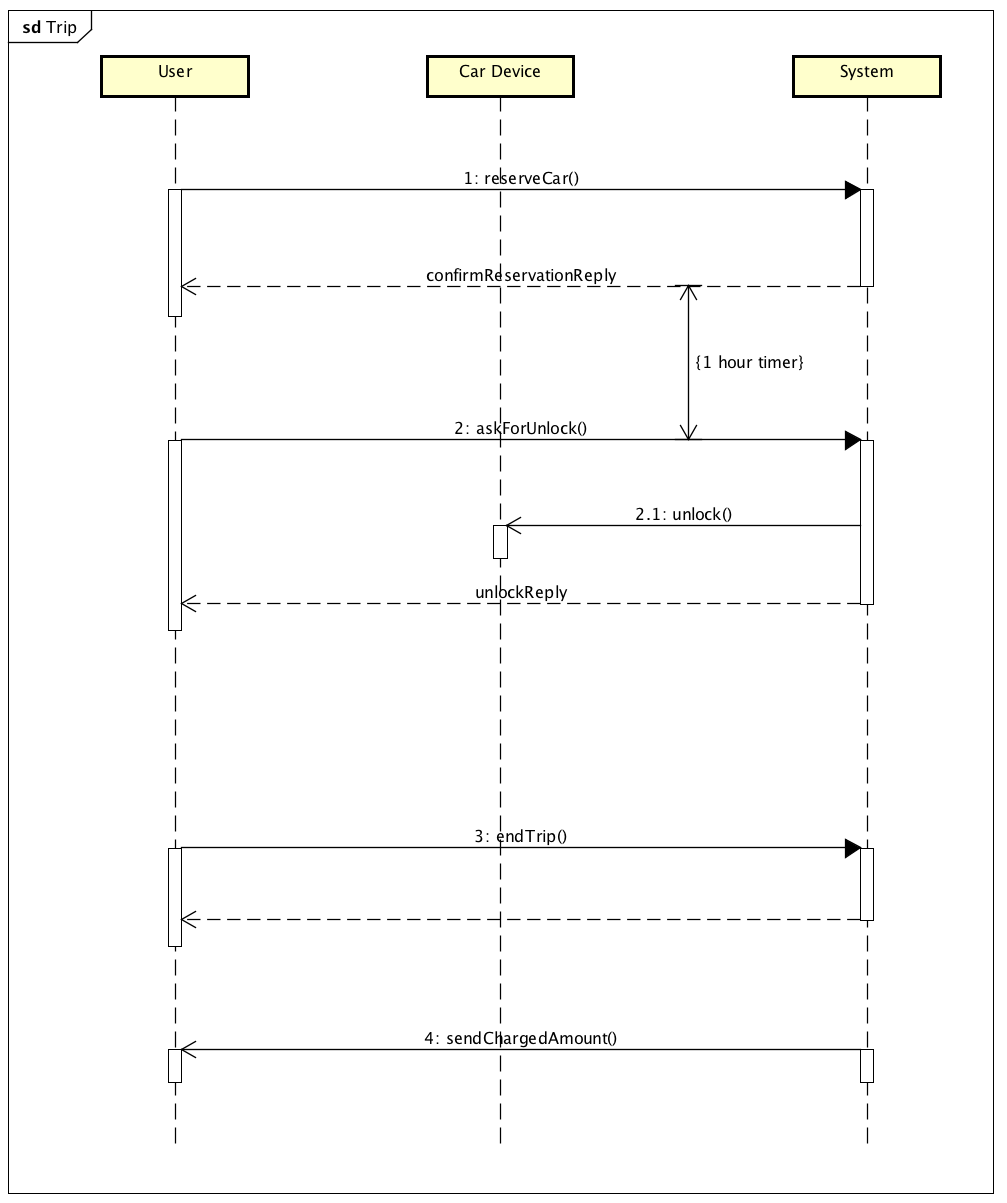 sd Trip
User
Car Device
System
1: reserveCar()
confirmReservationReply
{1 hour timer}
2: askForUnlock()
2.1: unlock()
unlockReply
3: endTrip()
4: sendChargedAmount()